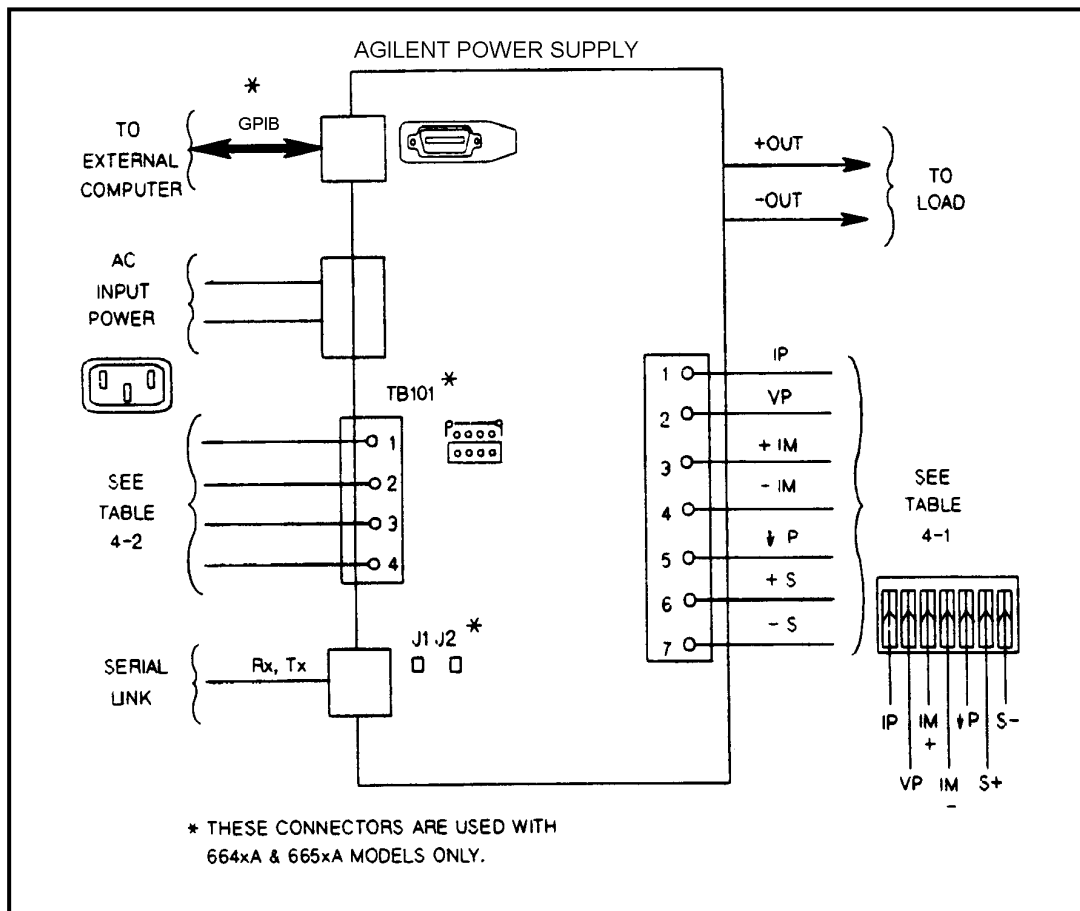 AGILENT POWER SUPPLY
*
GPIB
TO
EXTERNAL
COMPUTER
+OUT
-OUT
TO
LOAD
AC
INPUT
POWER
TB101 *
1
2
3
4
SEE
TABLE
4-2
1
2
3
4
5
6
7
IP
VP
+ IM
- IM
↓ P
+ S
- S
SEE
TABLE
4-1
J1 J2 *
SERIAL
LINK
Rx, Tx
IP
IM
+
↓P
S-
VP
IM
-
S+
* THESE CONNECTORS ARE USED WITH
664xA & 665xA MODELS ONLY.